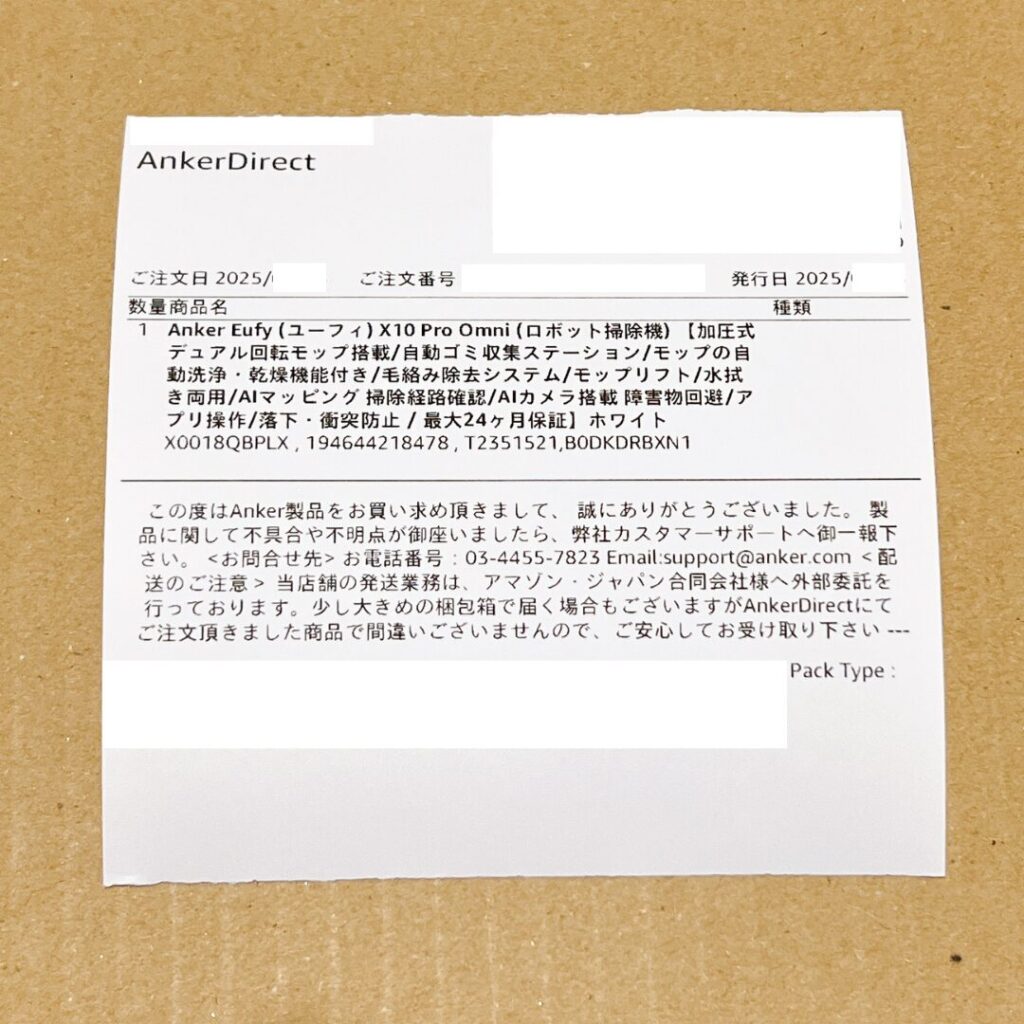 AnkerDirect
ご注文日 2025/ ご注文番号 発行日 2025/
数量商品名 種類
1 Anker Eufy (ユーフィ) X10 Pro Omni (ロボット掃除機) 【加圧式
デュアル回転モップ搭載/自動ゴミ収集ステーション/モップの自
動洗浄・乾燥機能付き/毛絡み除去システム/モップリフト/水拭
き両用/AIマッピング 掃除経路確認/AIカメラ搭載 障害物回避/ア
プリ操作/落下・衝突防止 / 最大24ヶ月保証】ホワイト
X0018QBPLX , 194644218478 , T2351521,B0DKDRBXN1
この度はAnker製品をお買い求め頂きまして、 誠にありがとうございました。 製
品に関して不具合や不明点が御座いましたら、弊社カスタマーサポートへ御一報下
さい。 <お問合せ先> お電話番号 : 03-4455-7823 Email:support@anker.com < 配
送のご注意 > 当店舗の発送業務は、アマゾン・ジャパン合同会社様へ外部委託を
行っております。少し大きめの梱包箱で届く場合もございますがAnkerDirectにて
ご注文頂きました商品で間違いございませんので、ご安心してお受け取り下さい ---
Pack Type :